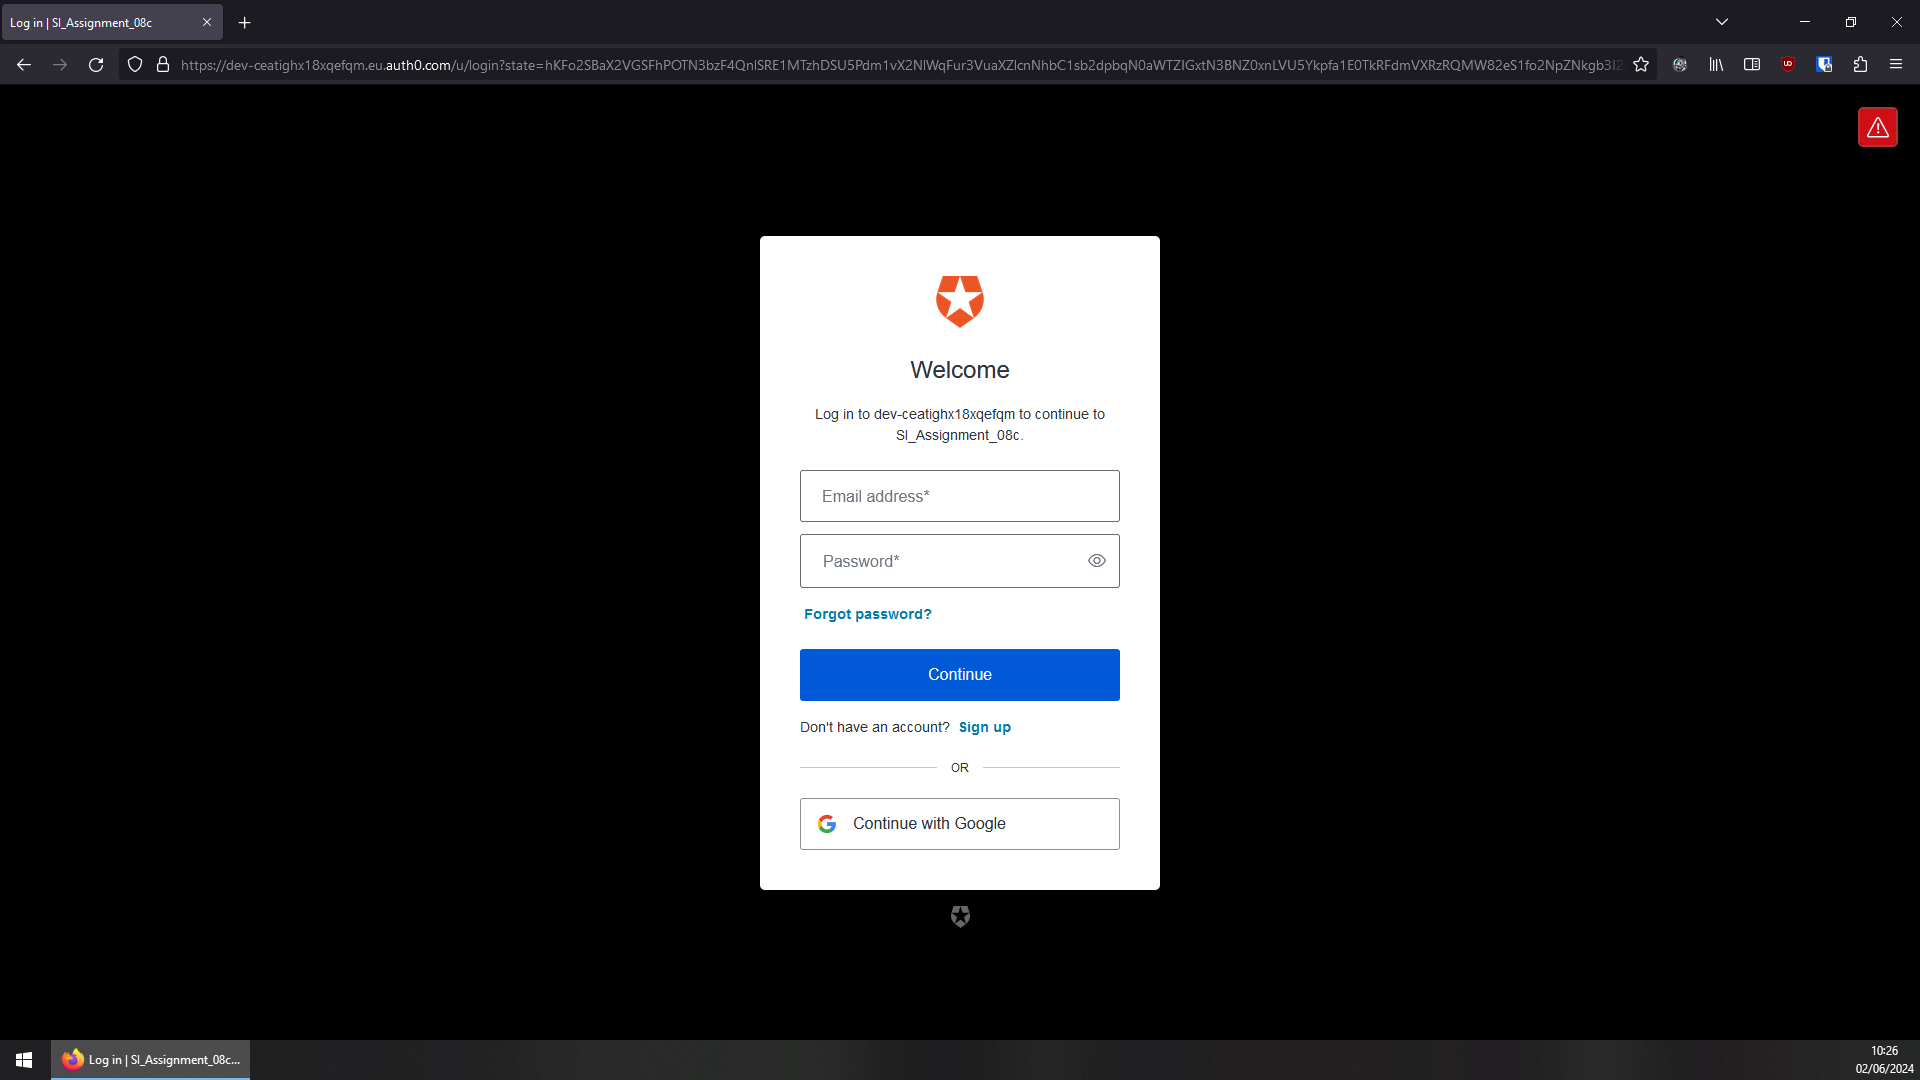 Log in | SI_Assignment_08c
https://dev-ceatighx18xqefqm.eu.auth0.com/u/login?state=
Welcome
Log in to dev-ceatighx18xqefqm to continue to
SI_Assignment_08c.
Email address*
Password*
Forgot password?
Continue
Don't have an account? Sign up
OR
Continue with Google
Log in | SI_Assignment_08c...
10:26
02/06/2024